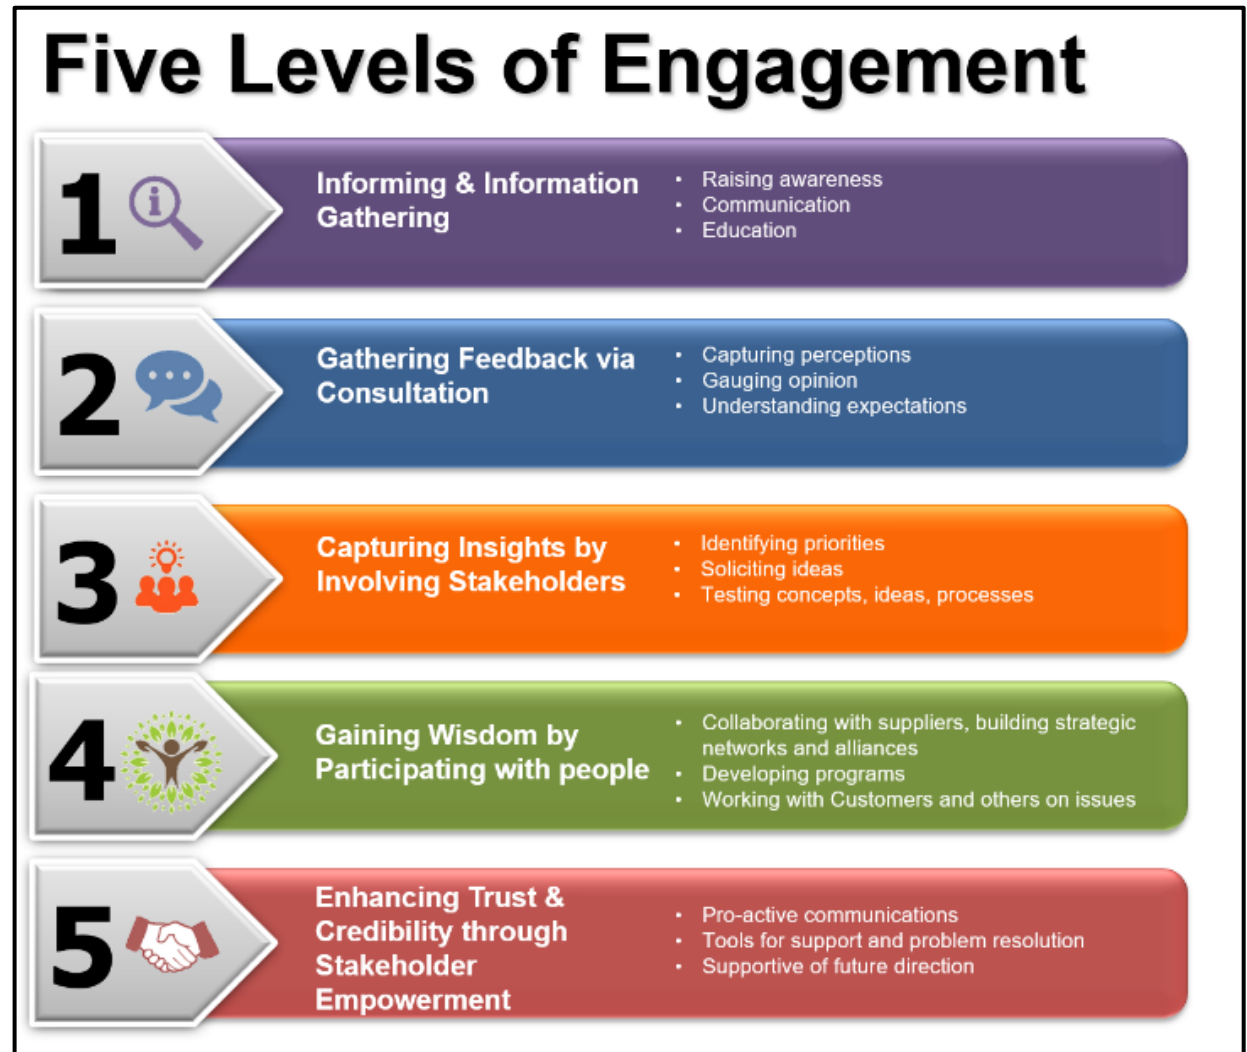 Five Levels of Engagement
1
Informing & Information
Gathering
• Raising awareness
• Communication
• Education
2
Gathering Feedback via
Consultation
• Capturing perceptions
• Gauging opinion
• Understanding expectations
3
Capturing Insights by
Involving Stakeholders
• Identifying priorities
• Soliciting ideas
• Testing concepts, ideas, processes
4
Gaining Wisdom by
Participating with people
• Collaborating with suppliers, building strategic
networks and alliances
• Developing programs
• Working with Customers and others on issues
5
Enhancing Trust &
Credibility through
Stakeholder
Empowerment
• Pro-active communications
• Tools for support and problem resolution
• Supportive of future direction